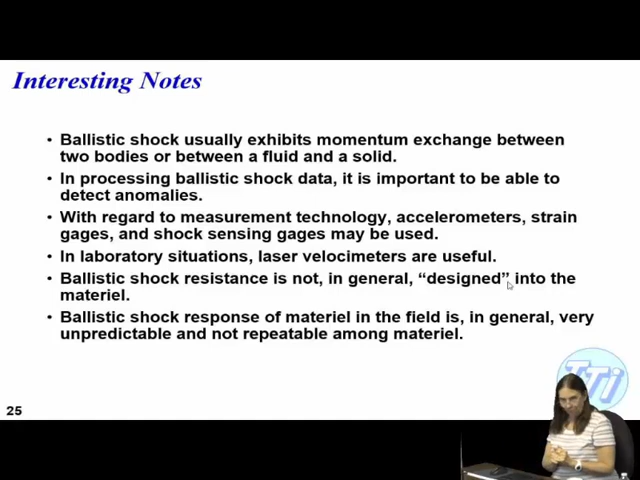 Interesting Notes
• Ballistic shock usually exhibits momentum exchange between
two bodies or between a fluid and a solid.
• In processing ballistic shock data, it is important to be able to
detect anomalies.
• With regard to measurement technology, accelerometers, strain
gages, and shock sensing gages may be used.
• In laboratory situations, laser velocimeters are useful.
• Ballistic shock resistance is not, in general, “designed” into the
materiel.
• Ballistic shock response of materiel in the field is, in general, very
unpredictable and not repeatable among materiel.
TTi
25